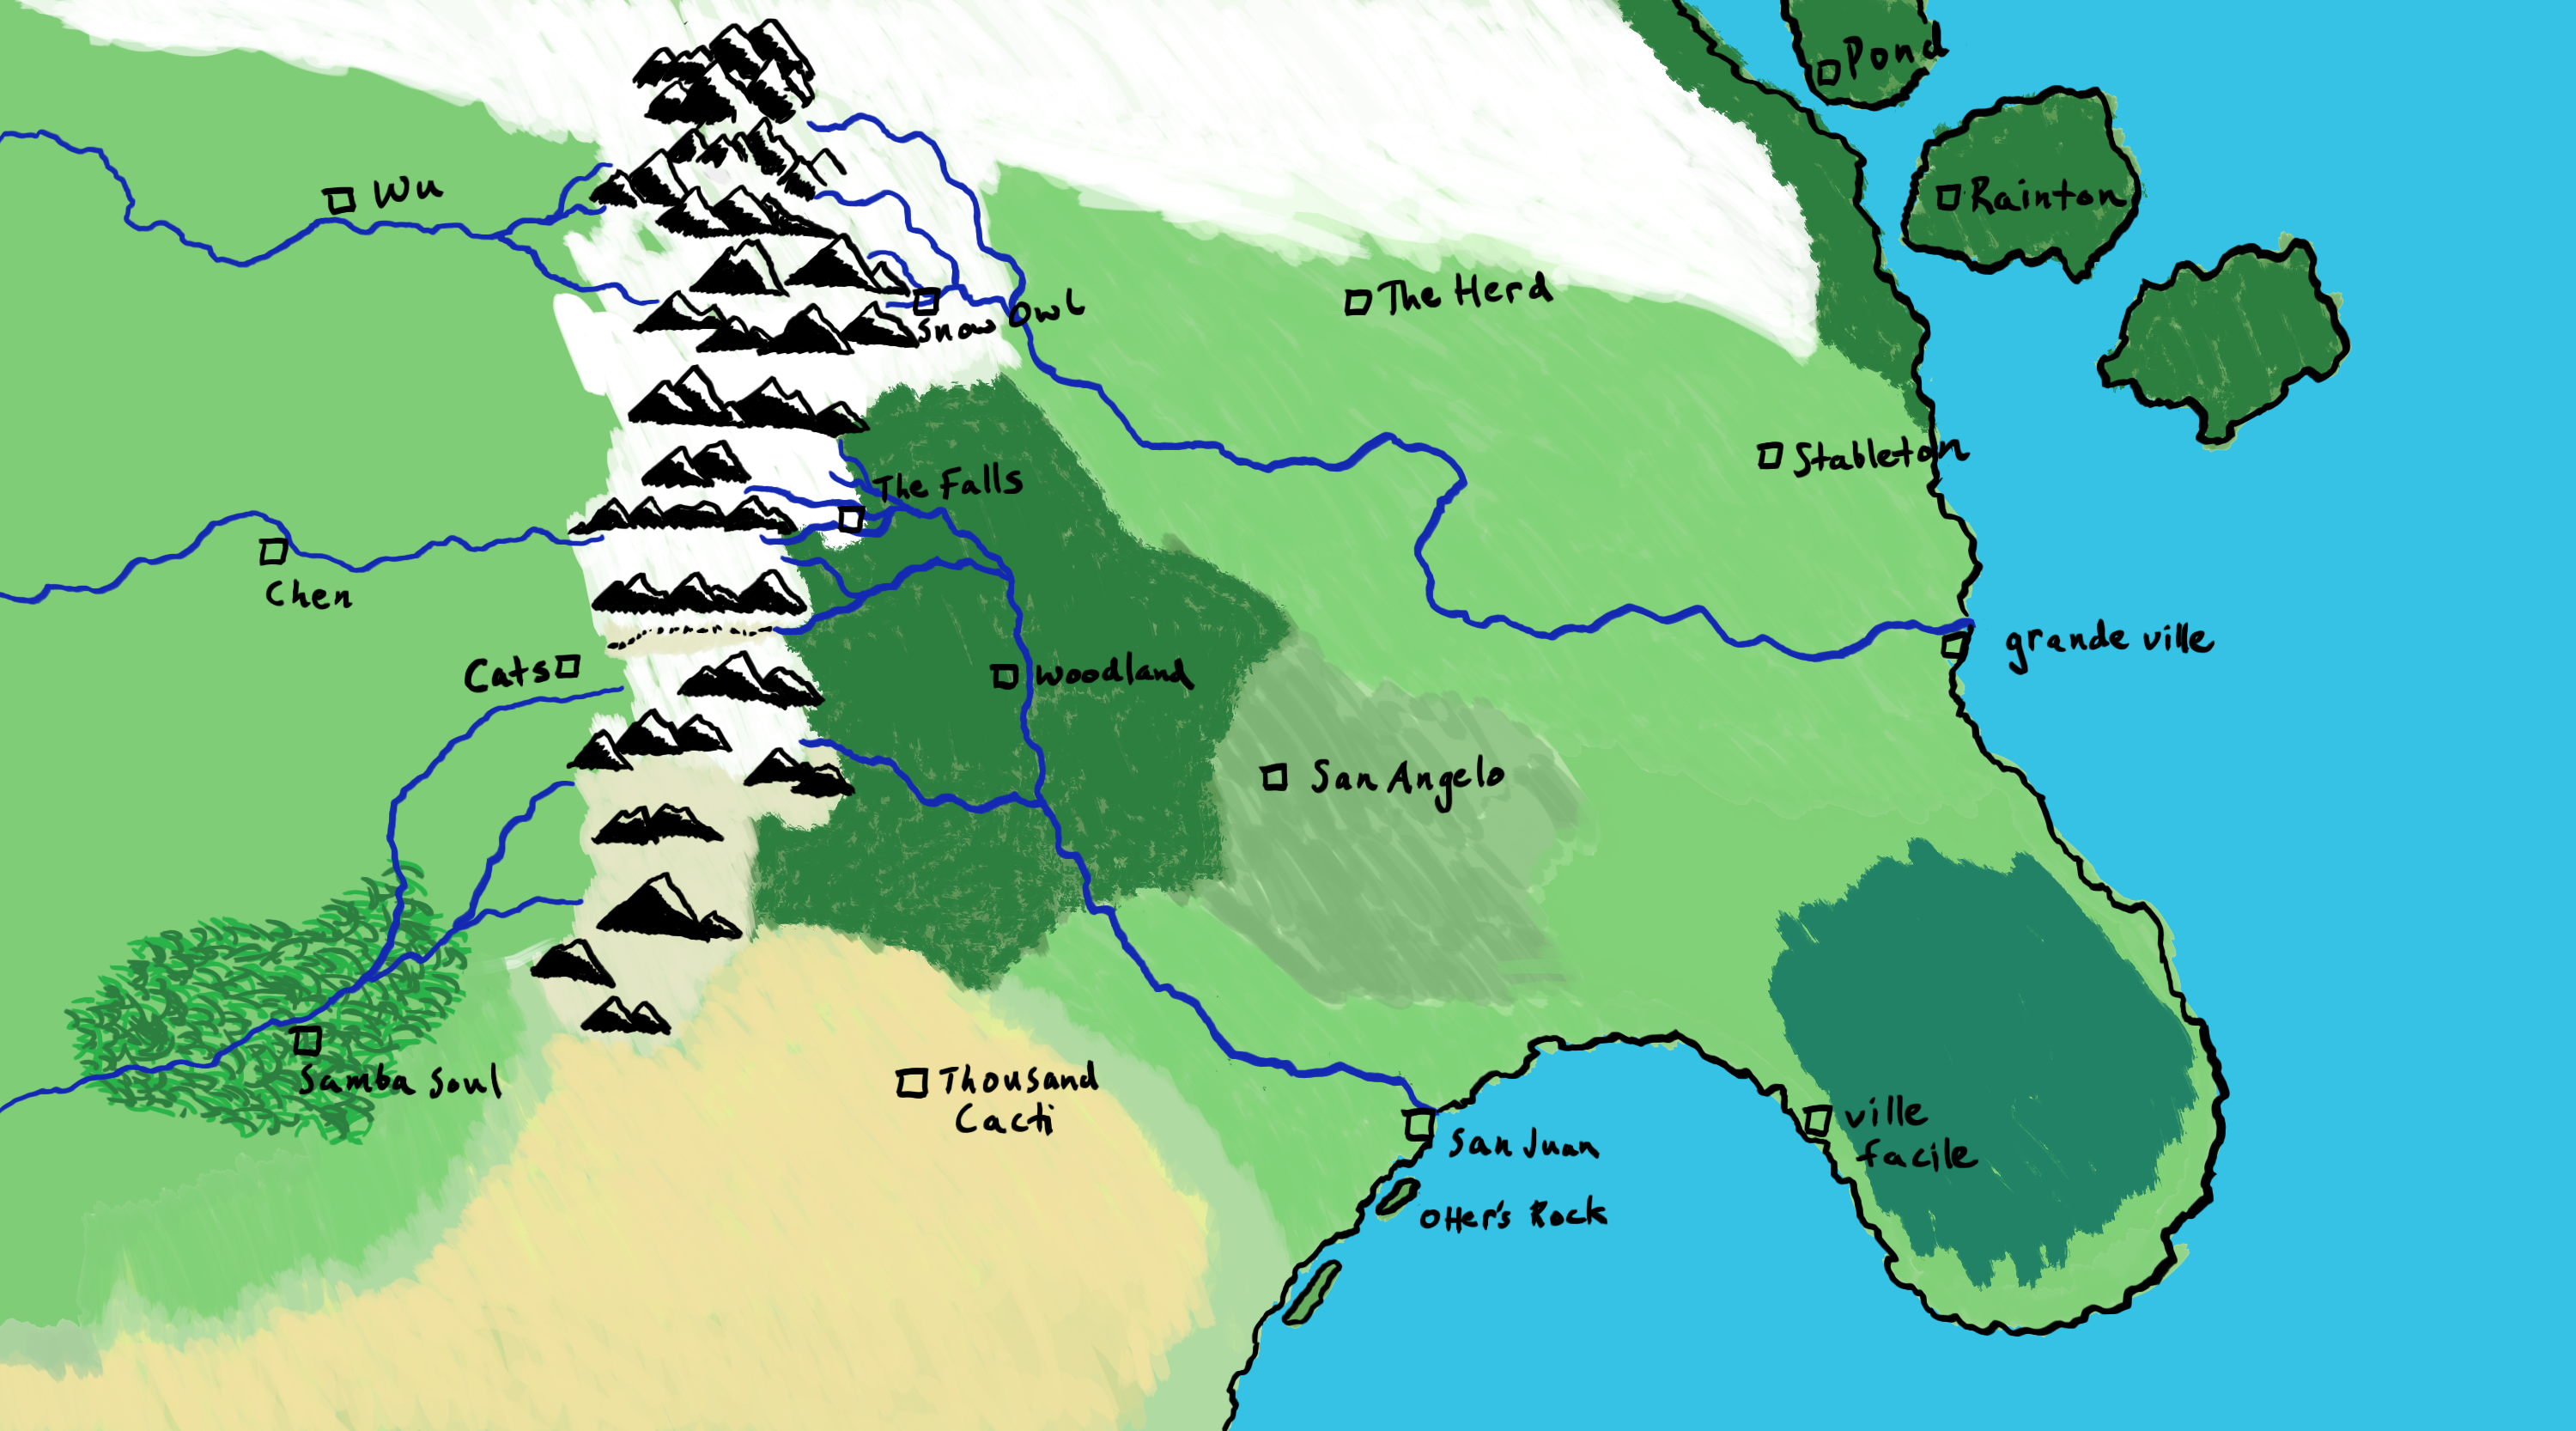 Pond
Wu
Rainton
The Herd
Snow Owl
Stableton
The Falls
Chen
grande ville
Cats
Woodland
San Angelo
Samba Soul
Thousand
Cacti
ville
facile
San Juan
Otter's Rock